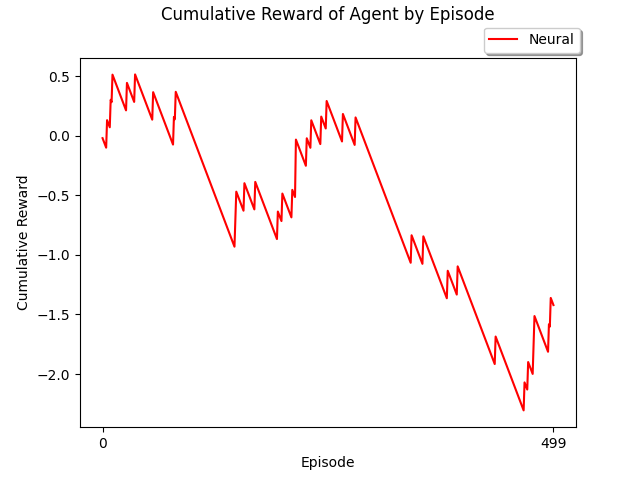 Cumulative Reward of Agent by Episode
Neural
0.5
0.0
−0.5
−1.0
−1.5
−2.0
Cumulative Reward
0 499
Episode